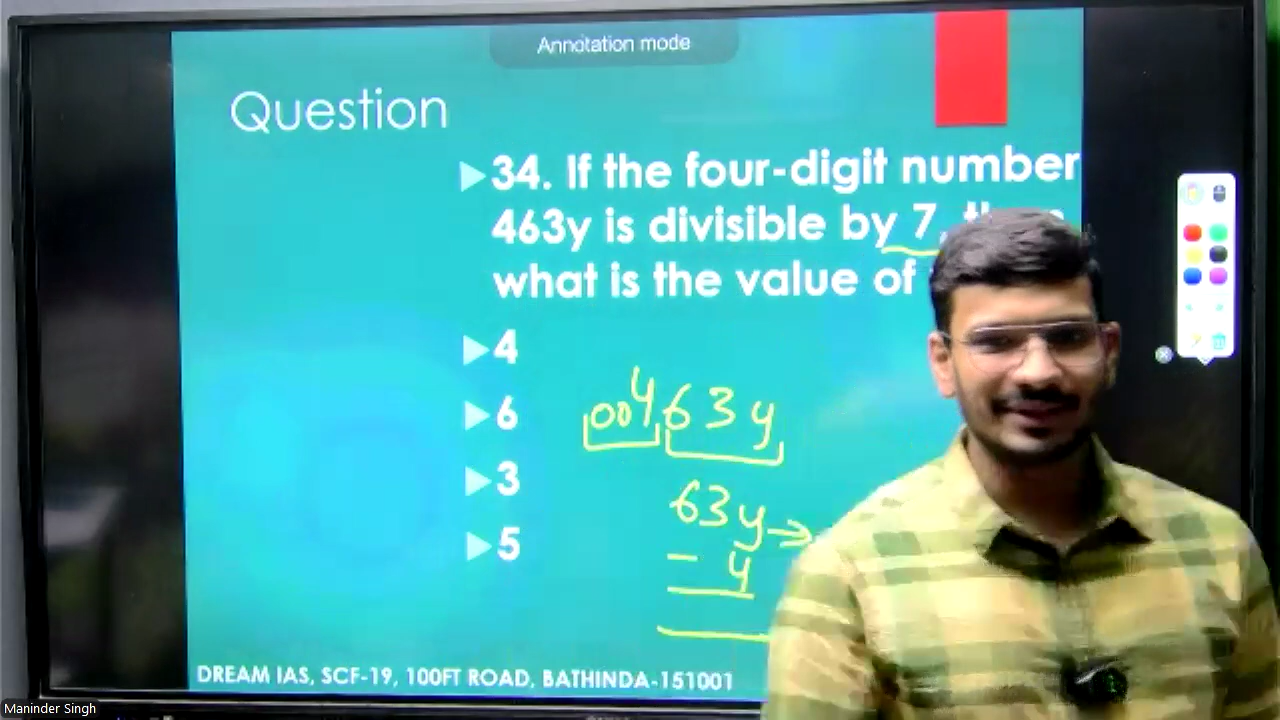 Annotation mode
Question
34. If the four-digit number
463y is divisible by 7,
what is the value of
4
6
3
5
004 63y
63y →
- 4
DREAM IAS, SCF-19, 100FT ROAD, BATHINDA-151001
Maninder Singh